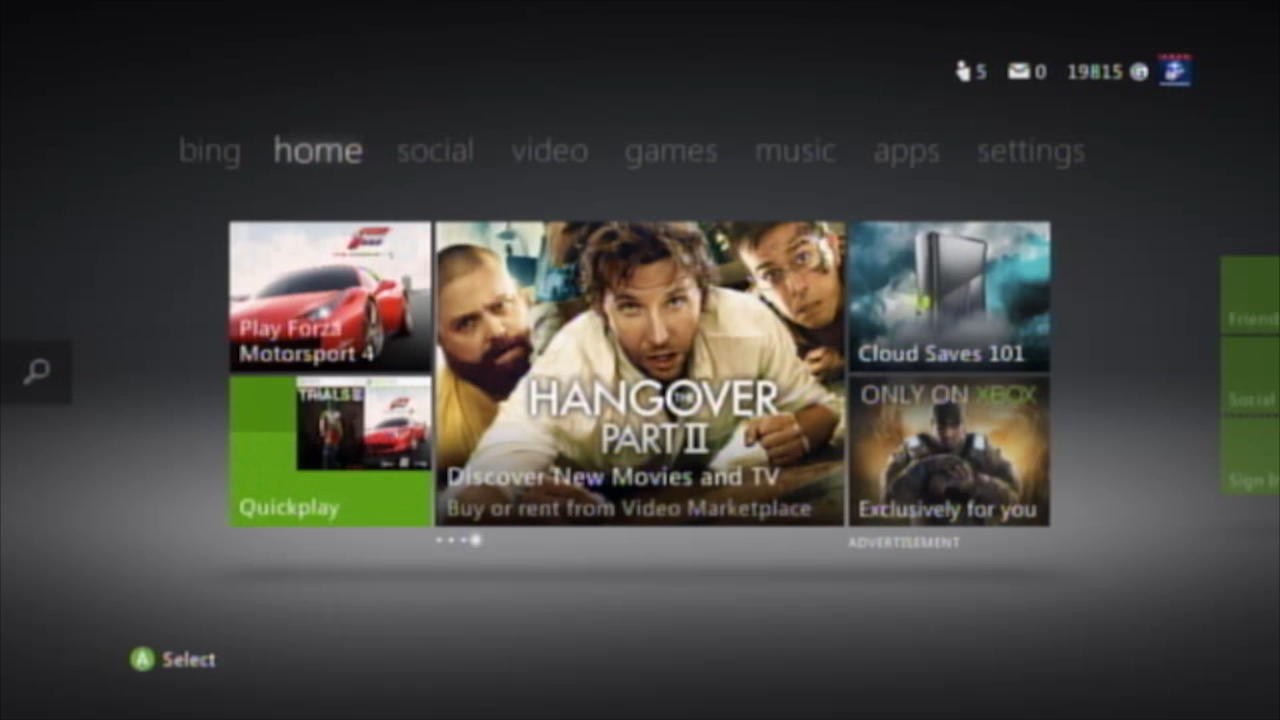 5 0 19815 G
bing home social video games music apps settings
Play Forza
Motorsport 4
HANGOVER
PART II
Discover New Movies and TV
Buy or rent from Video Marketplace
Cloud Saves 101
TRIALS
Quickplay
ONLY ON XBOX
Exclusively for you
ADVERTISEMENT
Friend
Social
Sign I
A Select